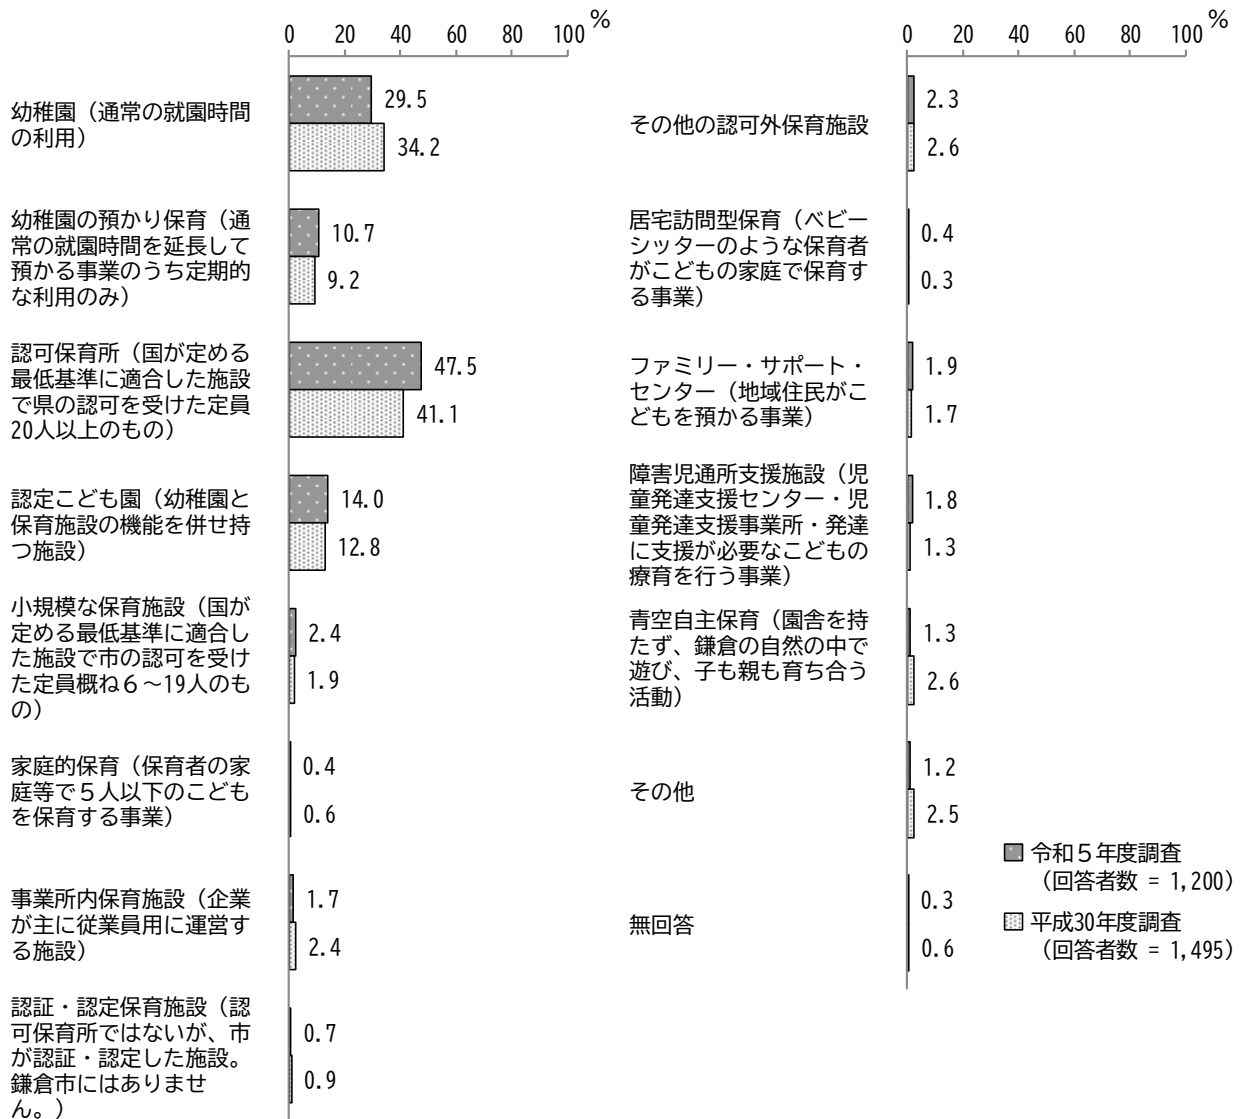 0 20 40 60 80 100 %
幼稚園（通常の就園時間
の利用）
29.5
34.2
幼稚園の預かり保育（通
常の就園時間を延長して
預かる事業のうち定期的
な利用のみ）
10.7
9.2
認可保育所（国が定める
最低基準に適合した施設
で県の認可を受けた定員
20人以上のもの）
47.5
41.1
認定こども園（幼稚園と
保育施設の機能を併せ持
つ施設）
14.0
12.8
小規模な保育施設（国が
定める最低基準に適合し
た施設で市の認可を受け
た定員概ね６～19人のも
の）
2.4
1.9
家庭的保育（保育者の家
庭等で５人以下のこども
を保育する事業）
0.4
0.6
事業所内保育施設（企業
が主に従業員用に運営す
る施設）
1.7
2.4
認証・認定保育施設（認
可保育所ではないが、市
が認証・認定した施設。
鎌倉市にはありませ
ん。）
0.7
0.9
0 20 40 60 80 100 %
その他の認可外保育施設
2.3
2.6
居宅訪問型保育（ベビー
シッターのような保育者
がこどもの家庭で保育す
る事業）
0.4
0.3
ファミリー・サポート・
センター（地域住民がこ
どもを預かる事業）
1.9
1.7
障害児通所支援施設（児
童発達支援センター・児
童発達支援事業所・発達
に支援が必要なこどもの
療育を行う事業）
1.8
1.3
青空自主保育（園舎を持
たず、鎌倉の自然の中で
遊び、子も親も育ち合う
活動）
1.3
2.6
その他
1.2
2.5
無回答
0.3
0.6
令和５年度調査
（回答者数 = 1,200）
平成30年度調査
（回答者数 = 1,495）